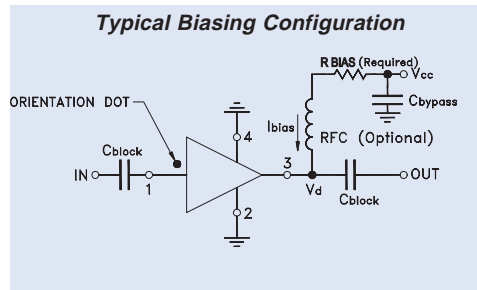 Typical Biasing Configuration
R BIAS (Required)
Vcc
ORIENTATION DOT
Cbypass
Ibias
RFC (Optional)
4
Cblock
3
IN
1
OUT
Vd
Cblock
2